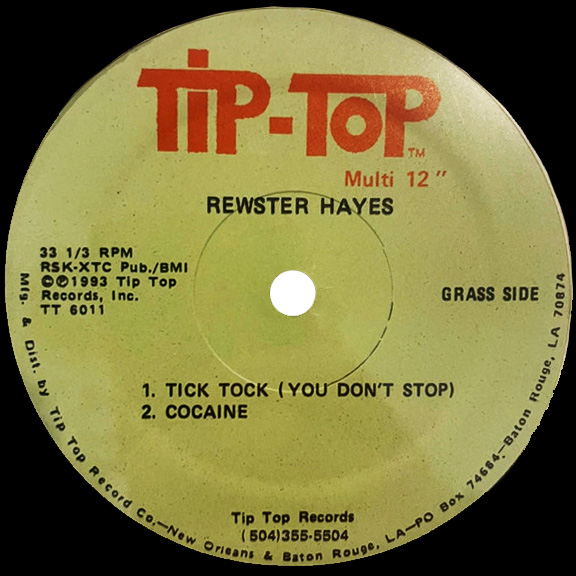 TiP-ToP™
Multi 12"
REWSTER HAYES
33 1/3 RPM
RSK-XTC Pub./BMI
©℗1993 Tip Top
Records, Inc.
TT 6011
GRASS SIDE
1. TICK TOCK (YOU DON'T STOP)
2. COCAINE
Tip Top Records
(504)355-5504
Mfg. & Dist. by Tip Top Record Co.—New Orleans & Baton Rouge, LA—PO Box 74684—Baton Rouge, LA 70874